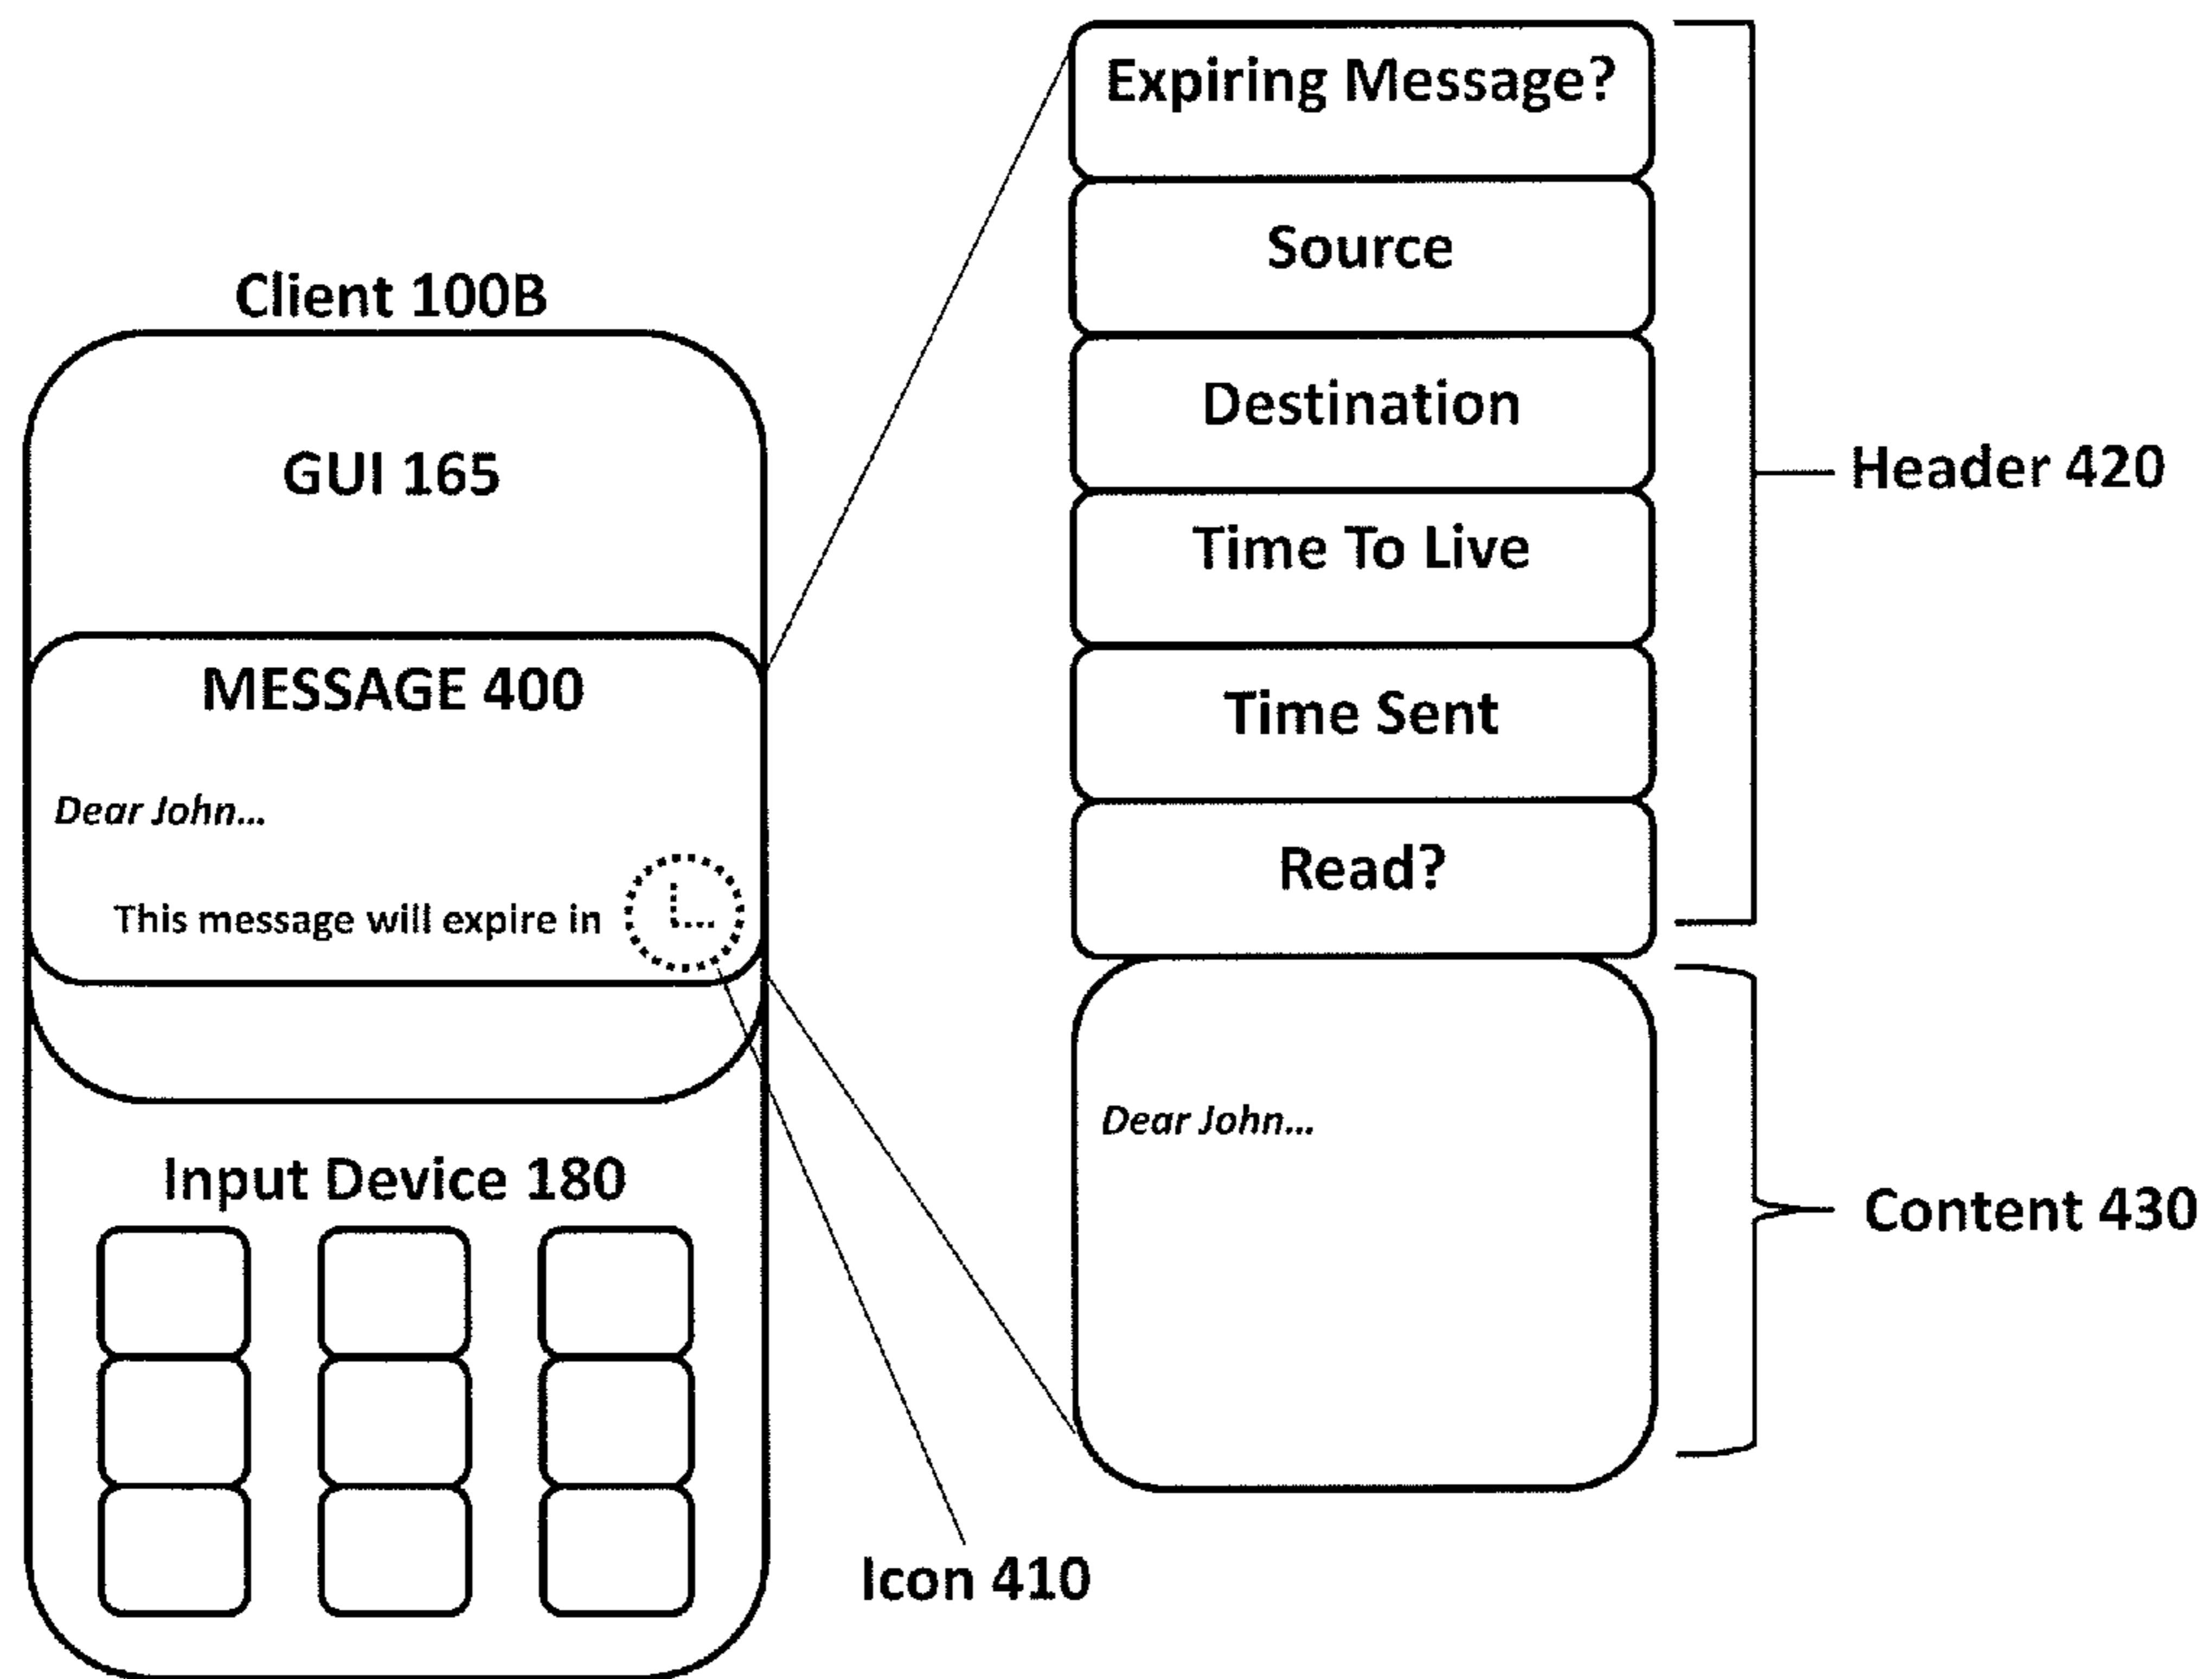 Client 100B
GUI 165
MESSAGE 400
Dear John...
This message will expire in
Input Device 180
Icon 410
Expiring Message?
Source
Destination
Time To Live
Time Sent
Read?
Header 420
Dear John...
Content 430